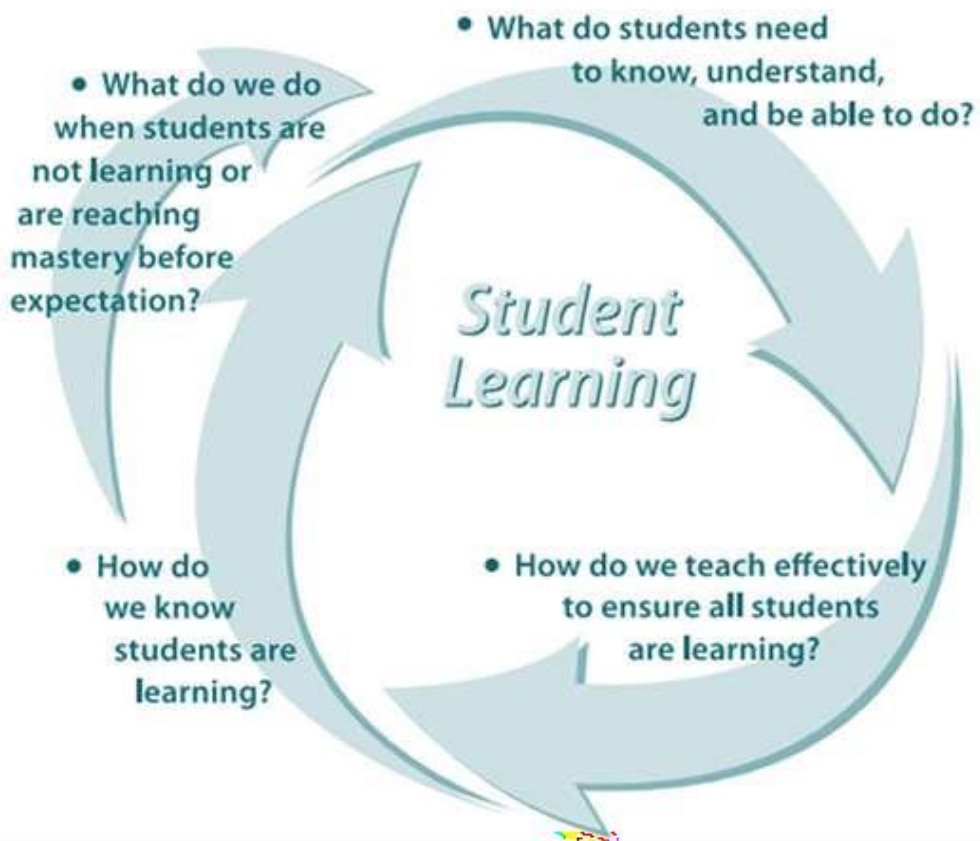 • What do students need
to know, understand,
and be able to do?
• What do we do
when students are
not learning or
are reaching
mastery before
expectation?
Student
Learning
• How do
we know
students are
learning?
• How do we teach effectively
to ensure all students
are learning?